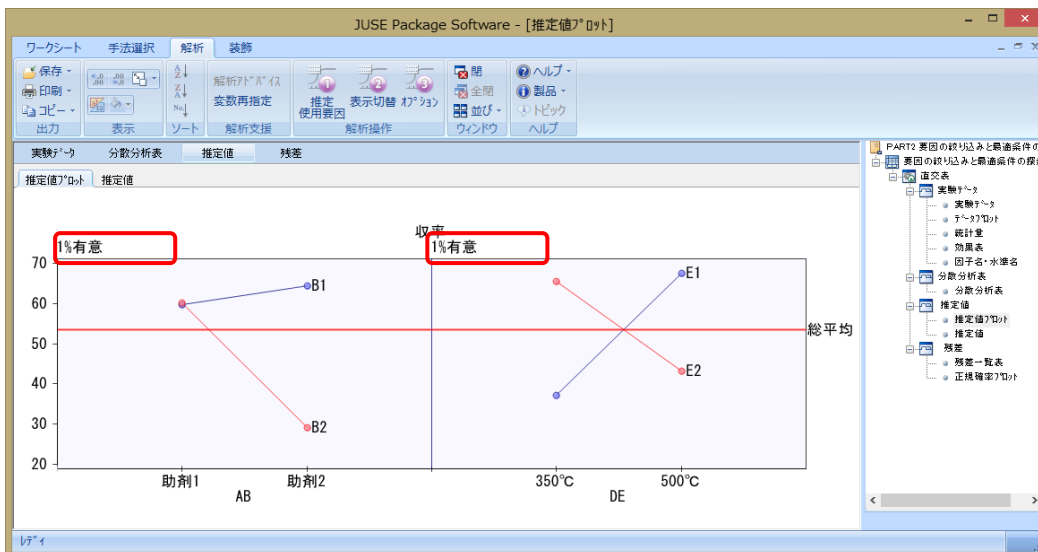 JUSE Package Software - [推定値ﾌﾟﾛｯﾄ]
ワークシート 手法選択 解析 装飾
保存 印刷 コピー 出力
表示
ソート
解析ｱﾄﾞﾊﾞｲｽ 変数再指定 解析支援
推定使用要因 表示切替 ｵﾌﾟｼｮﾝ 解析操作
閉 全閉 並び ウィンドウ
ヘルプ 製品 トピック ヘルプ
実験ﾃﾞｰﾀ 分散分析表 推定値 残差
推定値ﾌﾟﾛｯﾄ 推定値
収率
1%有意 1%有意
70
60
50
40
30
20
B1
B2
E1
E2
総平均
助剤1 助剤2 350℃ 500℃
AB DE
PART2 要因の絞り込みと最適条件の
要因の絞り込みと最適条件の探
直交表
実験ﾃﾞｰﾀ
実験ﾃﾞｰﾀ
ﾃﾞｰﾀﾌﾟﾛｯﾄ
統計量
効果表
因子名・水準名
分散分析表
分散分析表
推定値
推定値ﾌﾟﾛｯﾄ
推定値
残差
残差一覧表
正規確率ﾌﾟﾛｯﾄ
ﾚﾃﾞｨ